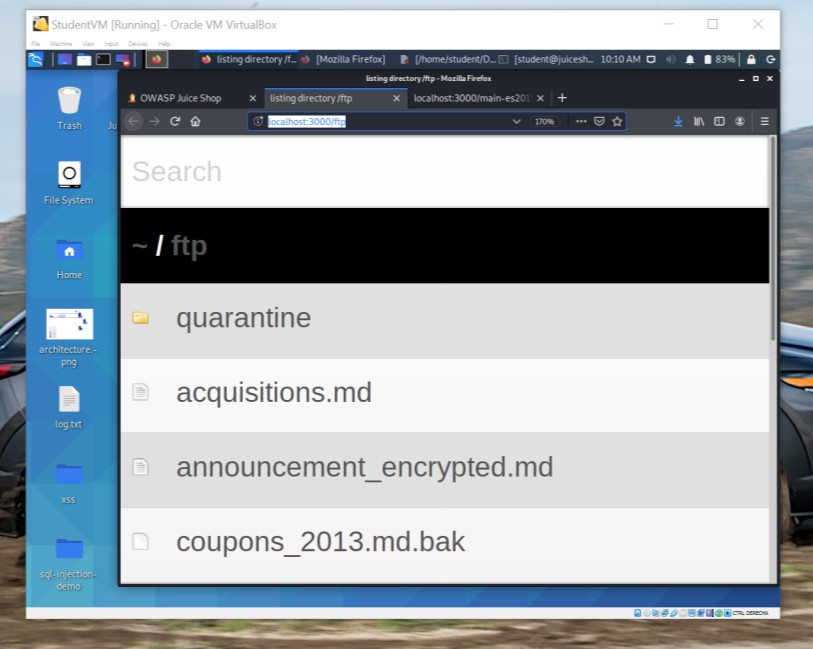 StudentVM [Running] - Oracle VM VirtualBox
File Machine View Input Devices Help
listing directory /f... [Mozilla Firefox] [/home/student/D... [student@juicesh... 10:10 AM 83%
listing directory /ftp - Mozilla Firefox
OWASP Juice Shop listing directory /ftp localhost:3000/main-es201
localhost:3000/ftp 170%
Trash
Ju
File System
Home
architecture.-
png
log.txt
xss
sql-injection-
demo
Search
~ / ftp
quarantine
acquisitions.md
announcement_encrypted.md
coupons_2013.md.bak
CTRL DERECHA